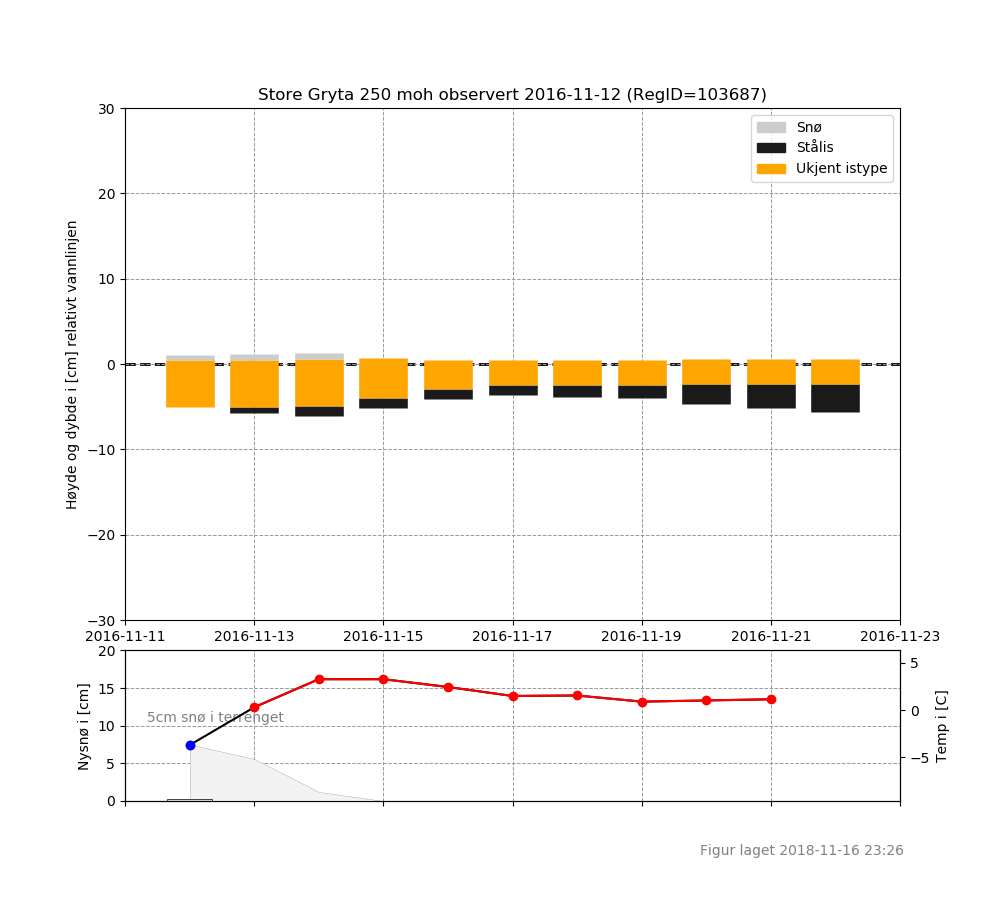 Store Gryta 250 moh observert 2016-11-12 (RegID=103687)
Snø
Stålis
Ukjent istype
Høyde og dybde i [cm] relativt vannlinjen
30
20
10
0
−10
−20
−30
2016-11-11 2016-11-13 2016-11-15 2016-11-17 2016-11-19 2016-11-21 2016-11-23
Nysnø i [cm]
20
15
10
5
0
5cm snø i terrenget
5
0
−5
Temp i [C]
Figur laget 2018-11-16 23:26